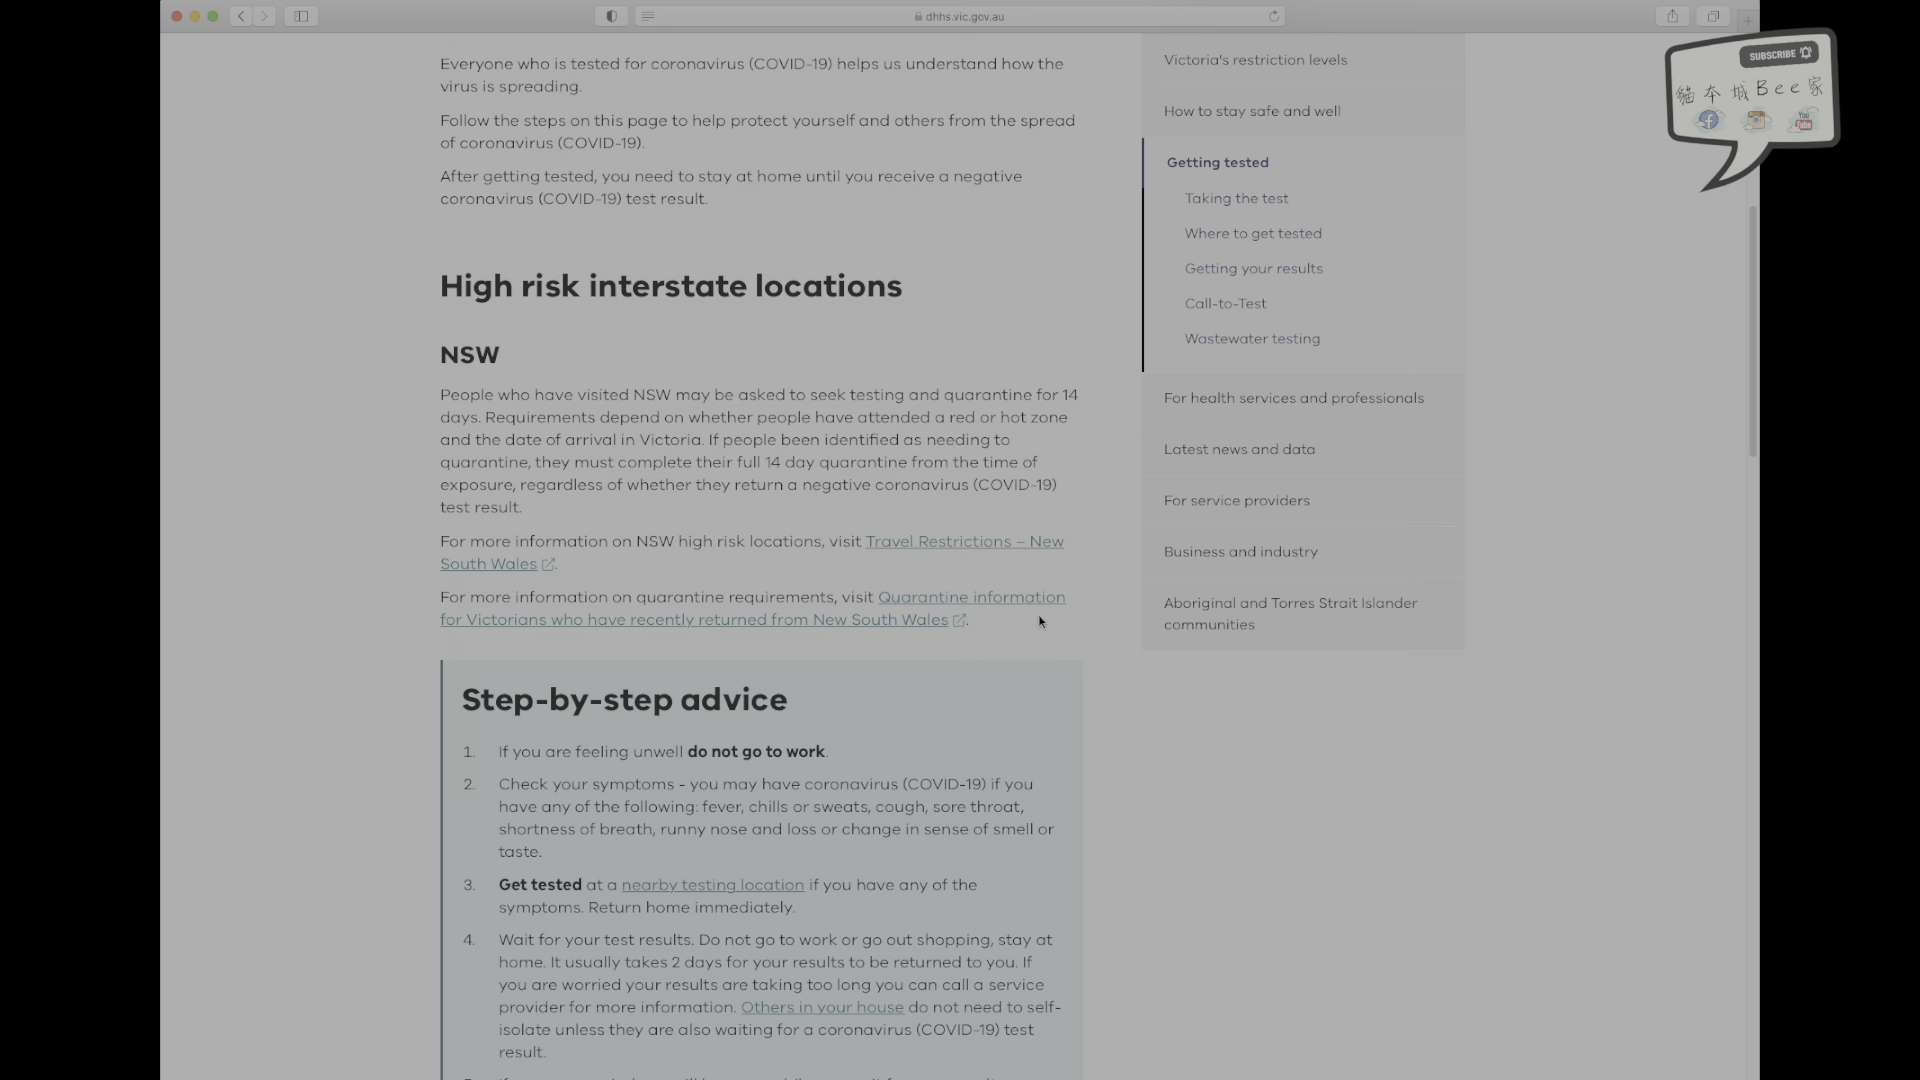 dhhs.vic.gov.au
SUBSCRIBE
貓本城Bee家
You
Tube
Everyone who is tested for coronavirus (COVID-19) helps us understand how the
virus is spreading.
Follow the steps on this page to help protect yourself and others from the spread
of coronavirus (COVID-19).
After getting tested, you need to stay at home until you receive a negative
coronavirus (COVID-19) test result.
High risk interstate locations
NSW
People who have visited NSW may be asked to seek testing and quarantine for 14
days. Requirements depend on whether people have attended a red or hot zone
and the date of arrival in Victoria. If people been identified as needing to
quarantine, they must complete their full 14 day quarantine from the time of
exposure, regardless of whether they return a negative coronavirus (COVID-19)
test result.
For more information on NSW high risk locations, visit Travel Restrictions – New
South Wales.
For more information on quarantine requirements, visit Quarantine information
for Victorians who have recently returned from New South Wales.
Step-by-step advice
1. If you are feeling unwell do not go to work.
2. Check your symptoms - you may have coronavirus (COVID-19) if you
have any of the following: fever, chills or sweats, cough, sore throat,
shortness of breath, runny nose and loss or change in sense of smell or
taste.
3. Get tested at a nearby testing location if you have any of the
symptoms. Return home immediately.
4. Wait for your test results. Do not go to work or go out shopping, stay at
home. It usually takes 2 days for your results to be returned to you. If
you are worried your results are taking too long you can call a service
provider for more information. Others in your house do not need to self-
isolate unless they are also waiting for a coronavirus (COVID-19) test
result.
Victoria's restriction levels
How to stay safe and well
Getting tested
Taking the test
Where to get tested
Getting your results
Call-to-Test
Wastewater testing
For health services and professionals
Latest news and data
For service providers
Business and industry
Aboriginal and Torres Strait Islander
communities